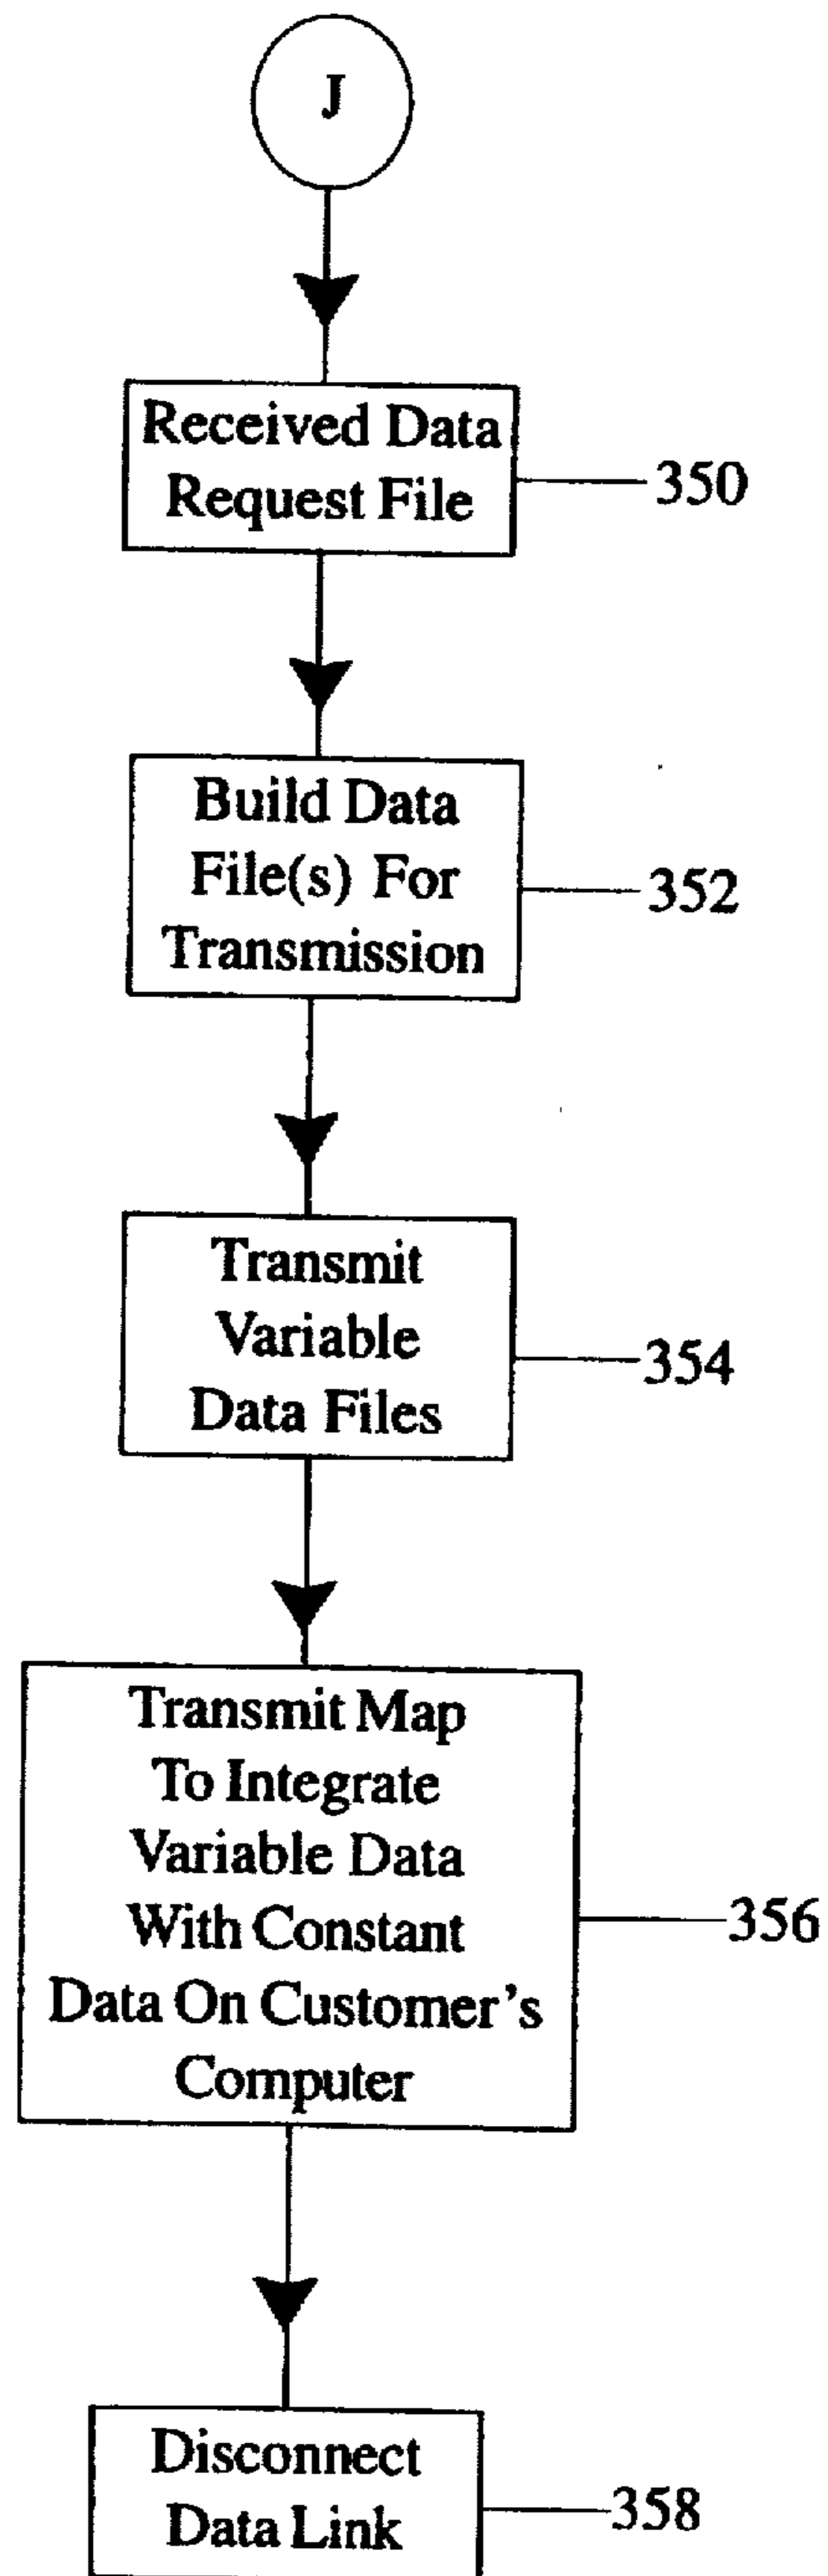 J
Received Data
Request File
350
Build Data
File(s) For
Transmission
352
Transmit
Variable
Data Files
354
Transmit Map
To Integrate
Variable Data
With Constant
Data On Customer's
Computer
356
Disconnect
Data Link
358